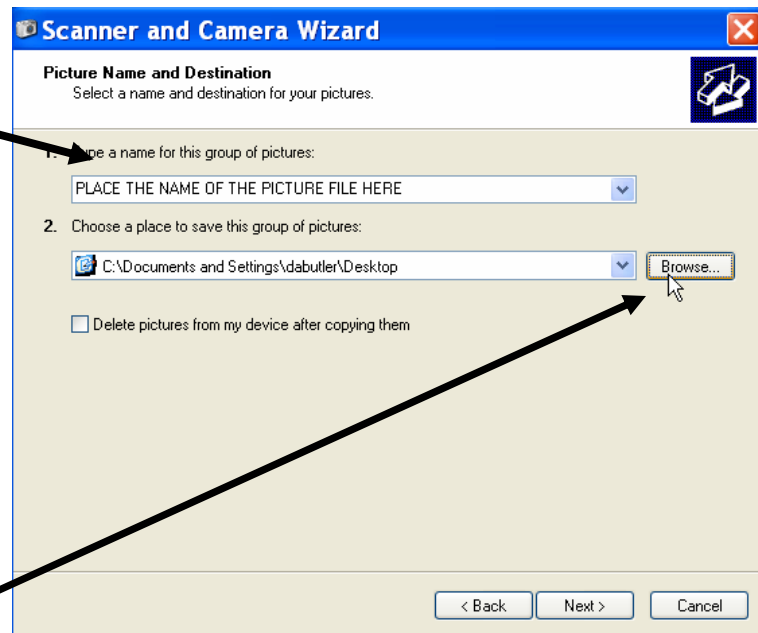 Scanner and Camera Wizard
Picture Name and Destination
Select a name and destination for your pictures.
1. Type a name for this group of pictures:
PLACE THE NAME OF THE PICTURE FILE HERE
2. Choose a place to save this group of pictures:
C:\Documents and Settings\dabutler\Desktop
Browse...
Delete pictures from my device after copying them
< Back Next > Cancel